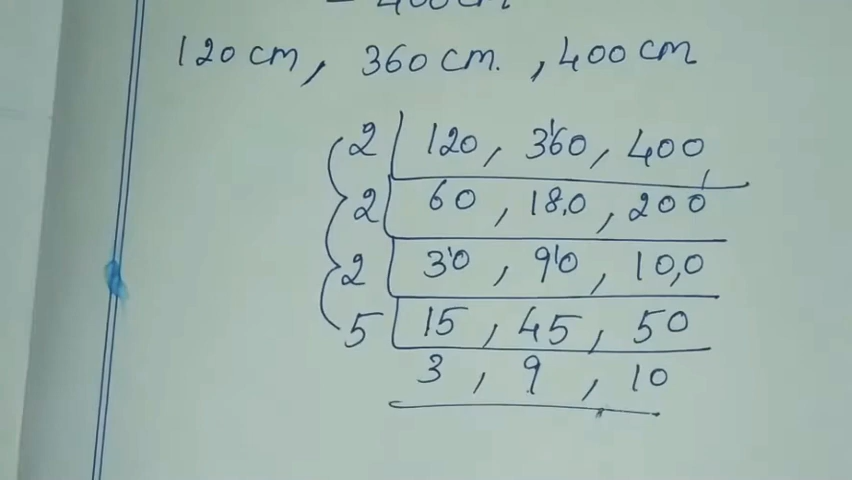 = 400cm
120 cm, 360 cm. , 400 cm
2 | 120, 360, 400
2 | 60, 180, 200
2 | 30, 90, 100
5 | 15, 45, 50
3, 9, 10